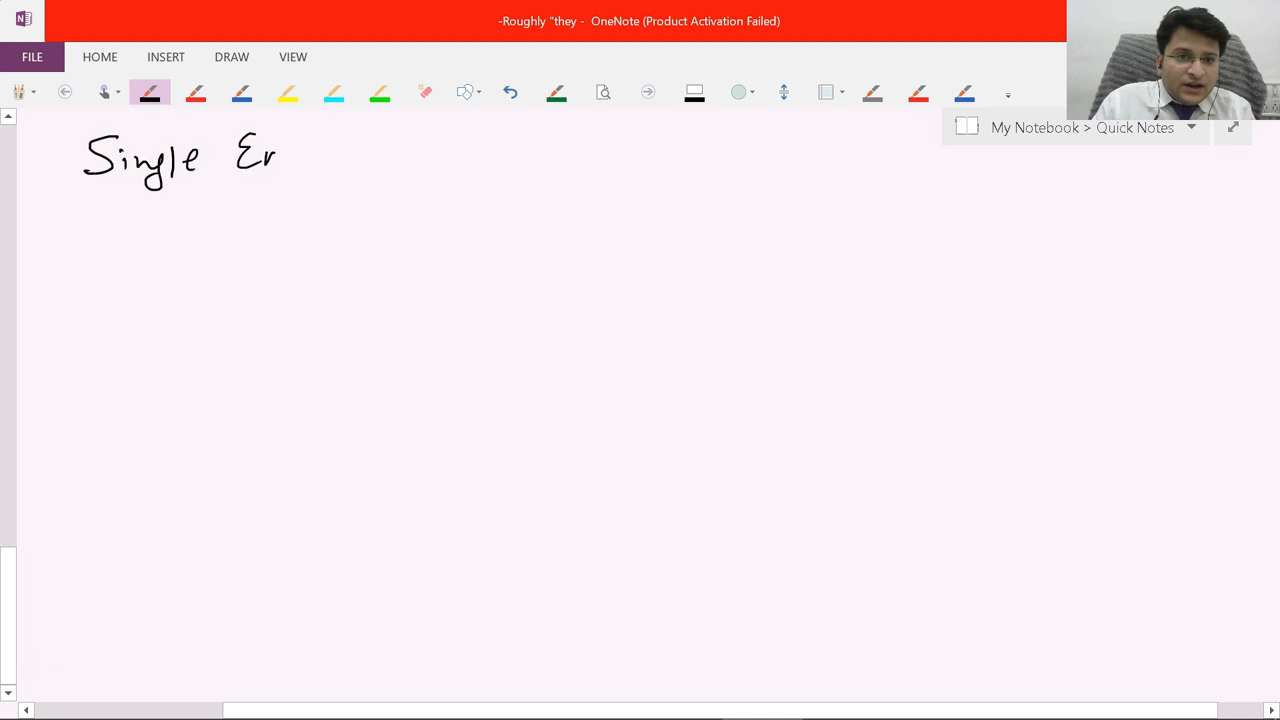 -Roughly "they - OneNote (Product Activation Failed)
FILE HOME INSERT DRAW VIEW
My Notebook > Quick Notes
Single Er